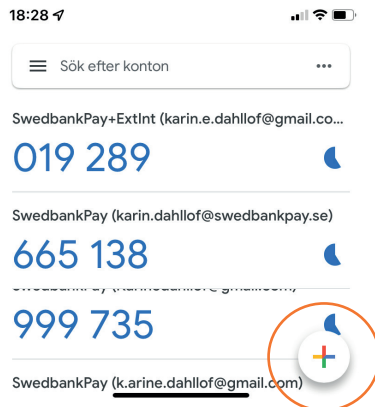 18:28
Sök efter konton
SwedbankPay+ExtInt (karin.e.dahllof@gmail.co...
019 289
SwedbankPay (karin.dahllof@swedbankpay.se)
665 138
999 735
SwedbankPay (k.arine.dahllof@gmail.com)